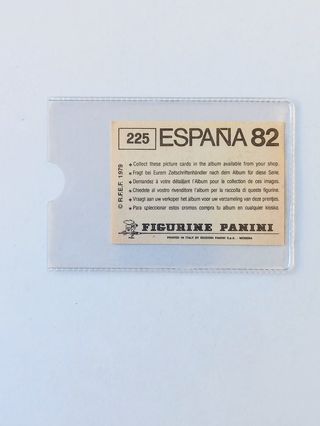 225 ESPAÑA 82
Collect these picture cards in the album available from your shop.
Fragt bei Eurem Zeitschriftenhändler nach dem Album für diese Serie.
Demandez à votre détaillant l'Album pour la collection de ces images.
Chiedete al vostro rivenditore l'album per la raccolta di queste figurine.
Vraagt aan uw verkoper het album voor uw verzameling van deze prentjes.
Para coleccionar estos cromos compra tu álbum en cualquier kiosko.
© R.F.E.F. 1979
FIGURINE PANINI
PRINTED IN ITALY BY EDIZIONI PANINI S.p.A. - MODENA